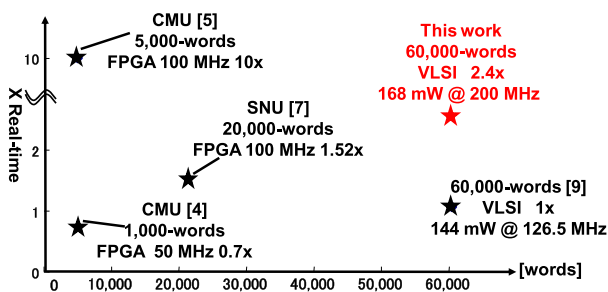 CMU [5]
5,000-words
FPGA 100 MHz 10x
This work
60,000-words
VLSI 2.4x
168 mW @ 200 MHz
SNU [7]
20,000-words
FPGA 100 MHz 1.52x
60,000-words [9]
VLSI 1x
144 mW @ 126.5 MHz
CMU [4]
1,000-words
FPGA 50 MHz 0.7x
X Real-time
10
2
1
0
0 10,000 20,000 30,000 40,000 50,000 60,000 [words]